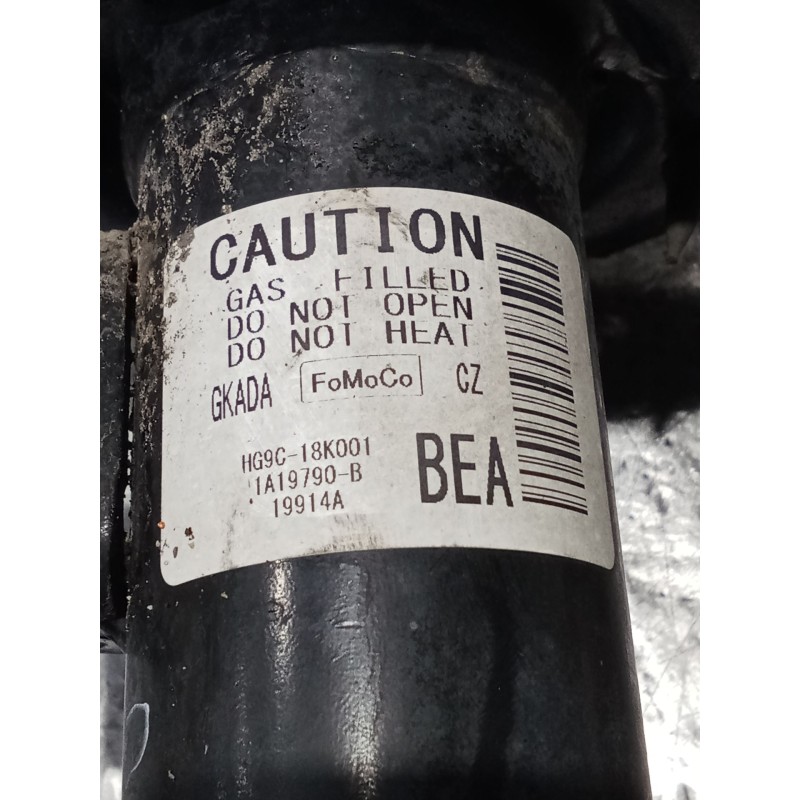 CAUTION
GAS FILLED
DO NOT OPEN
DO NOT HEAT
GKADA FoMoCo CZ
HG9C-18K001
1A19790-B
19914A
BEA